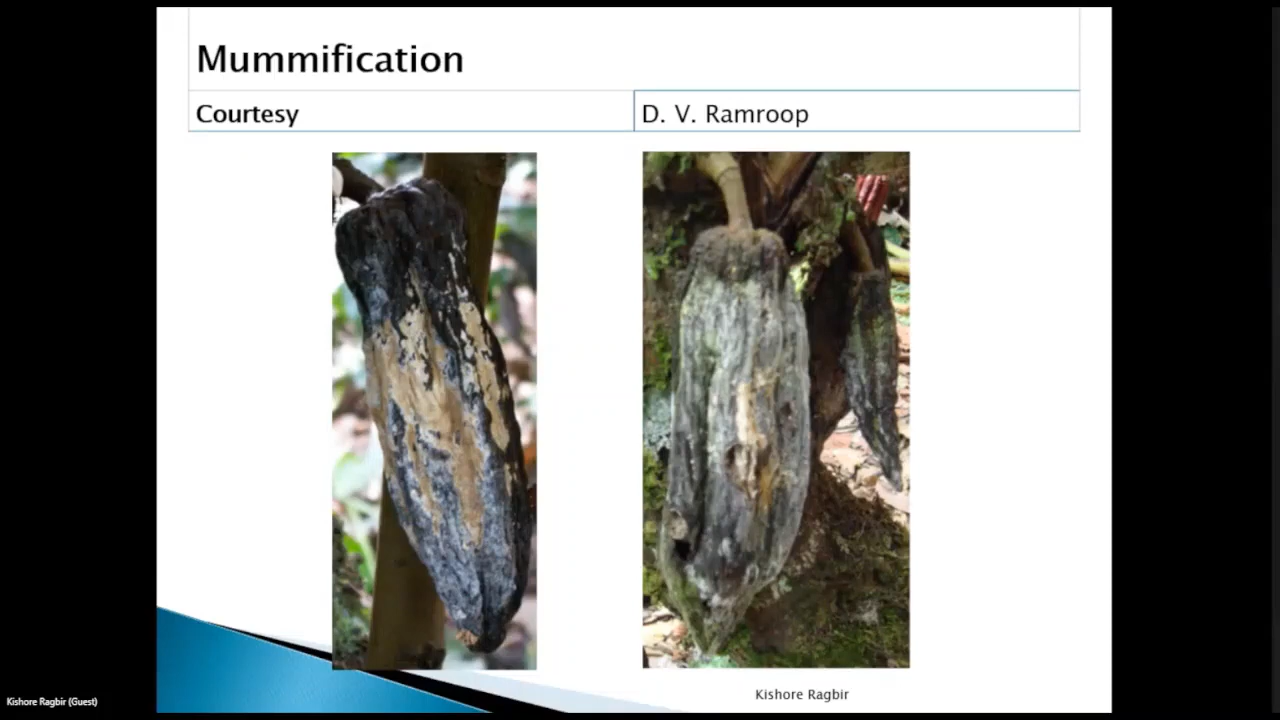 Mummification
Courtesy D. V. Ramroop
Kishore Ragbir
Kishore Ragbir (Guest)